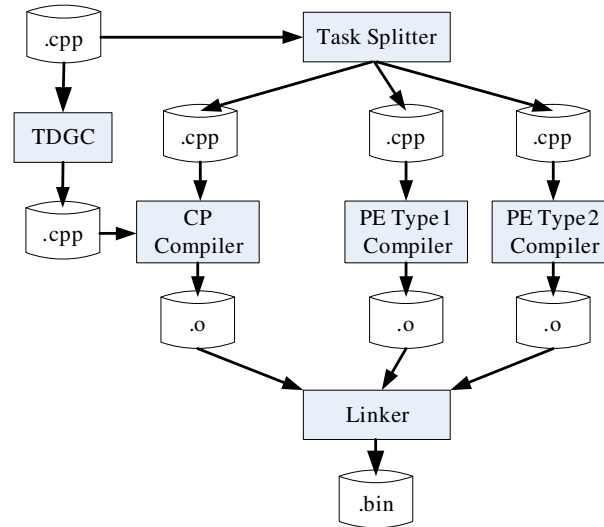 .cpp
Task Splitter
.cpp
.cpp
.cpp
TDGC
.cpp
CP
Compiler
PE Type1
Compiler
PE Type2
Compiler
.o
.o
.o
Linker
.bin